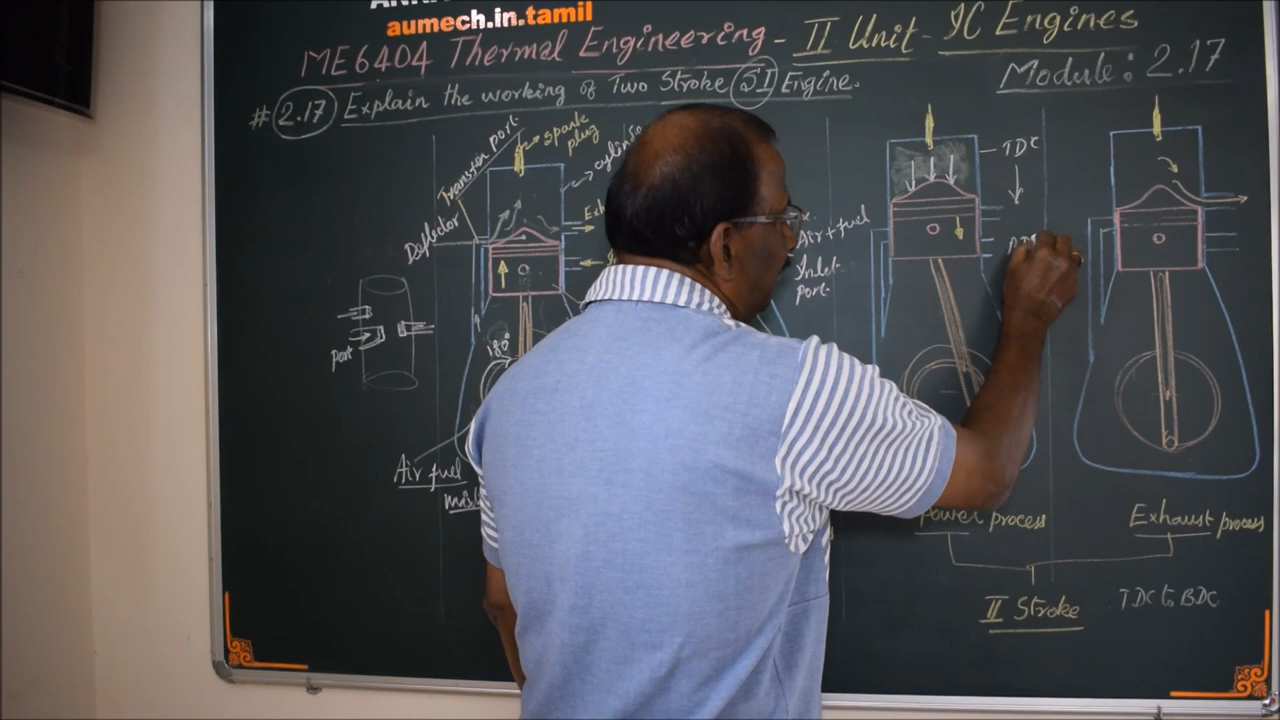 aumech.in.tamil
ME6404 Thermal Engineering - II Unit - IC Engines
Module: 2.17
# 2.17 Explain the working of Two Stroke SI Engine.
Transfer port
spark
plug
Deflector
Air + fuel
Inlet
port
TDC
180°
port
Air fuel
power process
Exhaust process
II Stroke
TDC to BDC